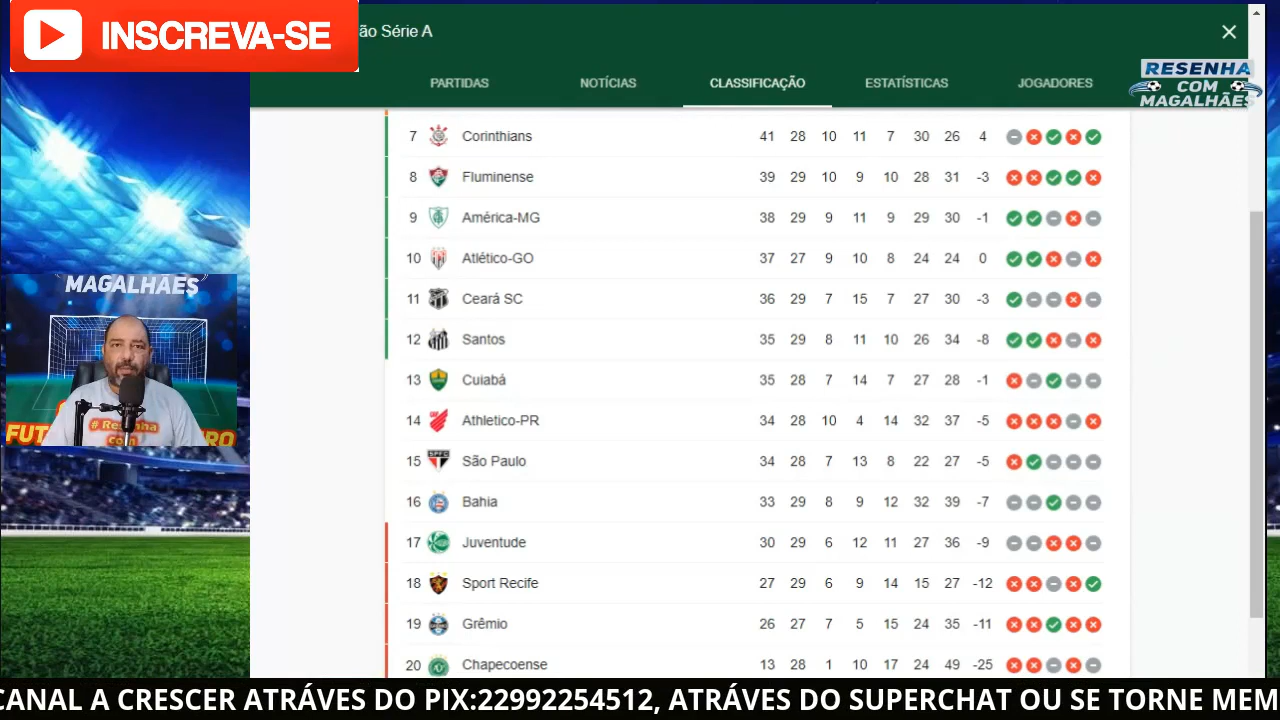 INSCREVA-SE
ão Série A
PARTIDAS NOTÍCIAS CLASSIFICAÇÃO ESTATÍSTICAS JOGADORES
RESENHA
COM
MAGALHÃES
7 Corinthians 41 28 10 11 7 30 26 4
8 Fluminense 39 29 10 9 10 28 31 -3
9 América-MG 38 29 9 11 9 29 30 -1
10 Atlético-GO 37 27 9 10 8 24 24 0
11 Ceará SC 36 29 7 15 7 27 30 -3
12 Santos 35 29 8 11 10 26 34 -8
13 Cuiabá 35 28 7 14 7 27 28 -1
14 Athletico-PR 34 28 10 4 14 32 37 -5
15 São Paulo 34 28 7 13 8 22 27 -5
16 Bahia 33 29 8 9 12 32 39 -7
17 Juventude 30 29 6 12 11 27 36 -9
18 Sport Recife 27 29 6 9 14 15 27 -12
19 Grêmio 26 27 7 5 15 24 35 -11
20 Chapecoense 13 28 1 10 17 24 49 -25
MAGALHÃES
# Resenha
com
CANAL A CRESCER ATRÁVES DO PIX:22992254512, ATRÁVES DO SUPERCHAT OU SE TORNE MEM